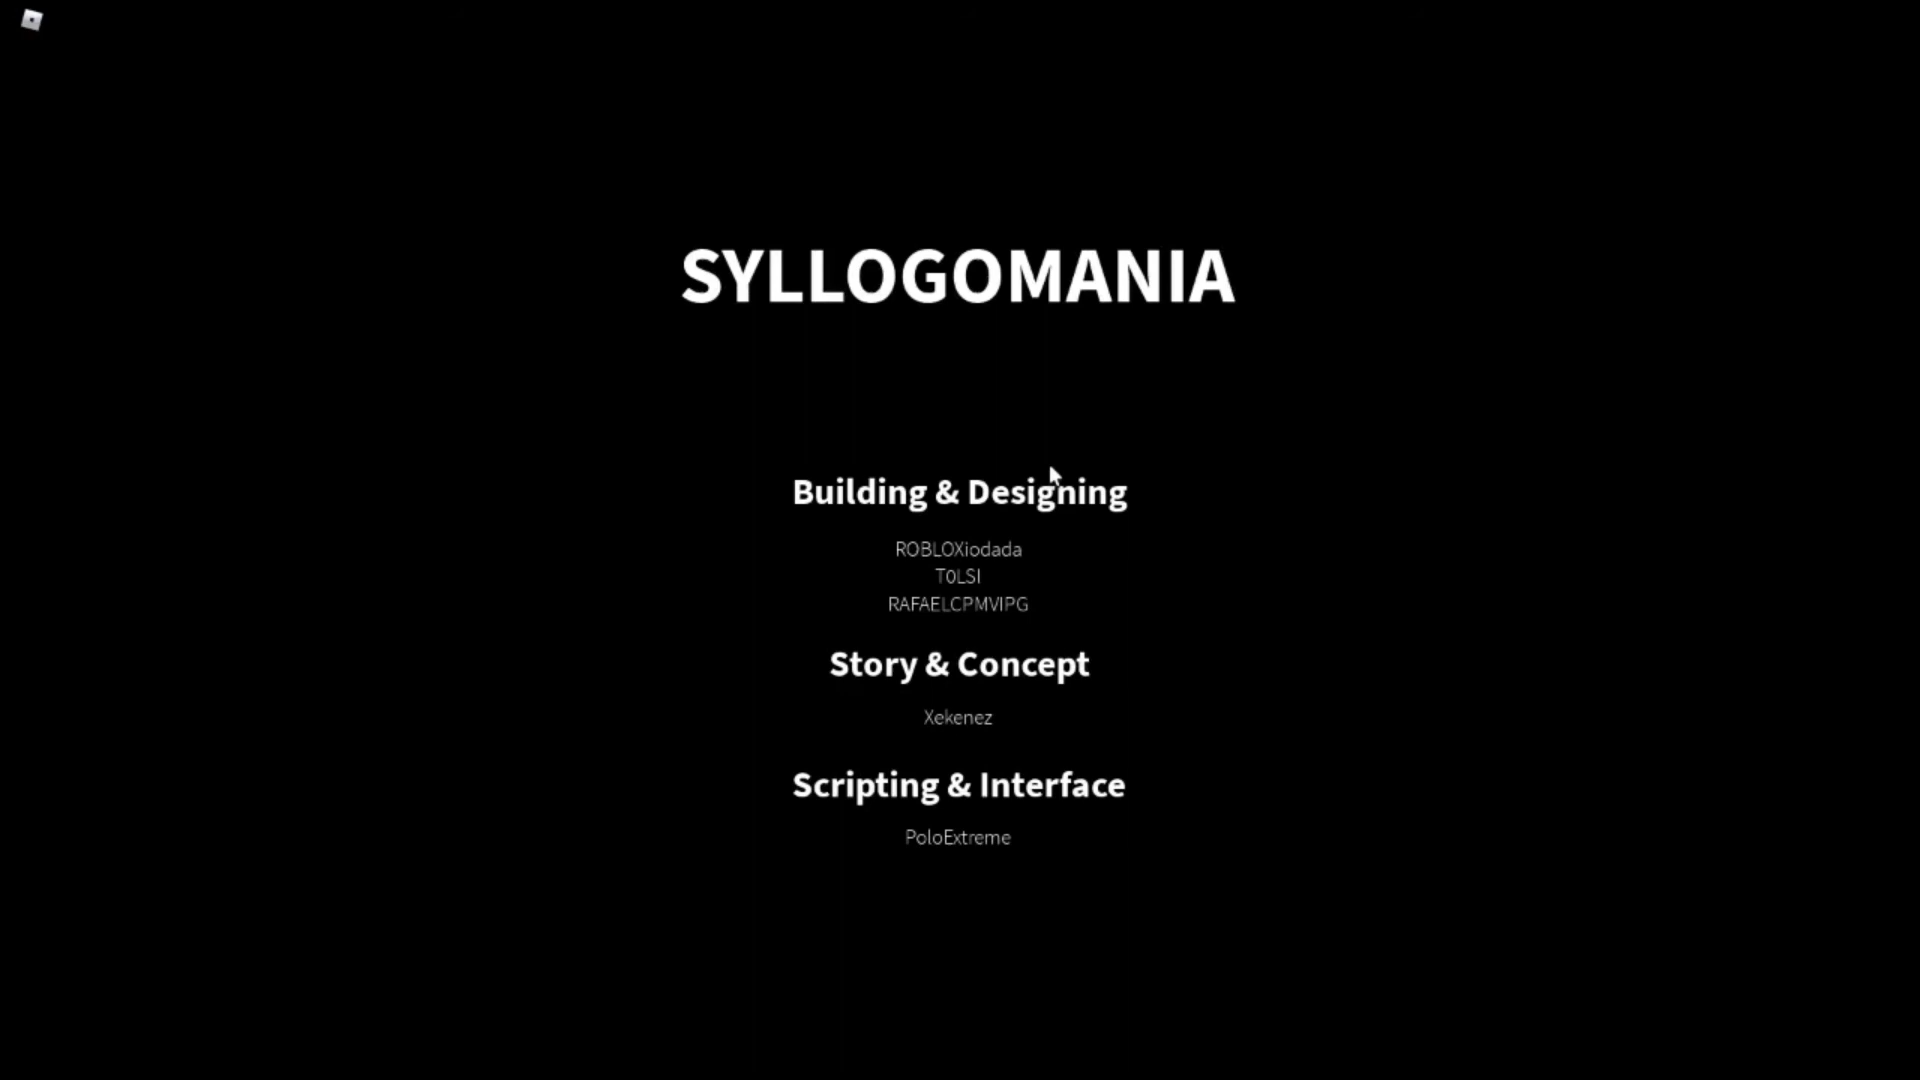 SYLLOGOMANIA
Building & Designing
ROBLOXiodada
T0LSI
RAFAELCPMVIPG
Story & Concept
Xekenez
Scripting & Interface
PoloExtreme